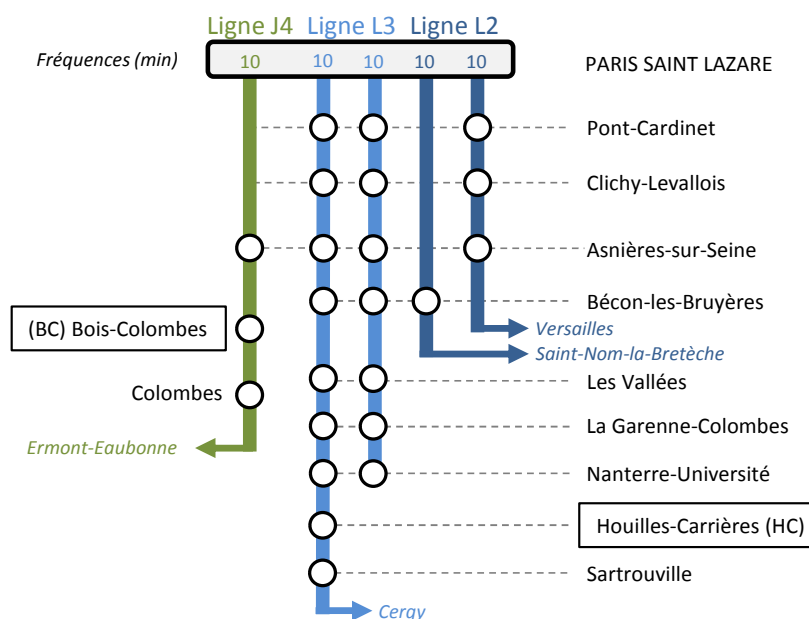 Ligne J4 Ligne L3 Ligne L2
Fréquences (min) 10 10 10 10 10 PARIS SAINT LAZARE
Pont-Cardinet
Clichy-Levallois
Asnières-sur-Seine
Bécon-les-Bruyères
(BC) Bois-Colombes
Versailles
Saint-Nom-la-Bretèche
Les Vallées
Colombes
La Garenne-Colombes
Ermont-Eaubonne
Nanterre-Université
Houilles-Carrières (HC)
Sartrouville
Cergy